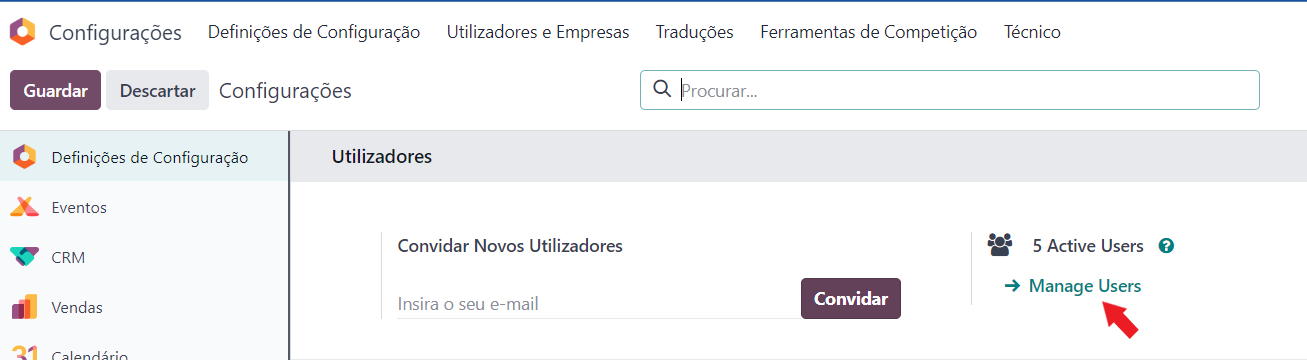 Configurações Definições de Configuração Utilizadores e Empresas Traduções Ferramentas de Competição Técnico
Guardar Descartar Configurações Procurar...
Definições de Configuração
Utilizadores
Eventos
Convidar Novos Utilizadores
5 Active Users ?
CRM
Manage Users
Insira o seu e-mail
Convidar
Vendas
31 Calendário